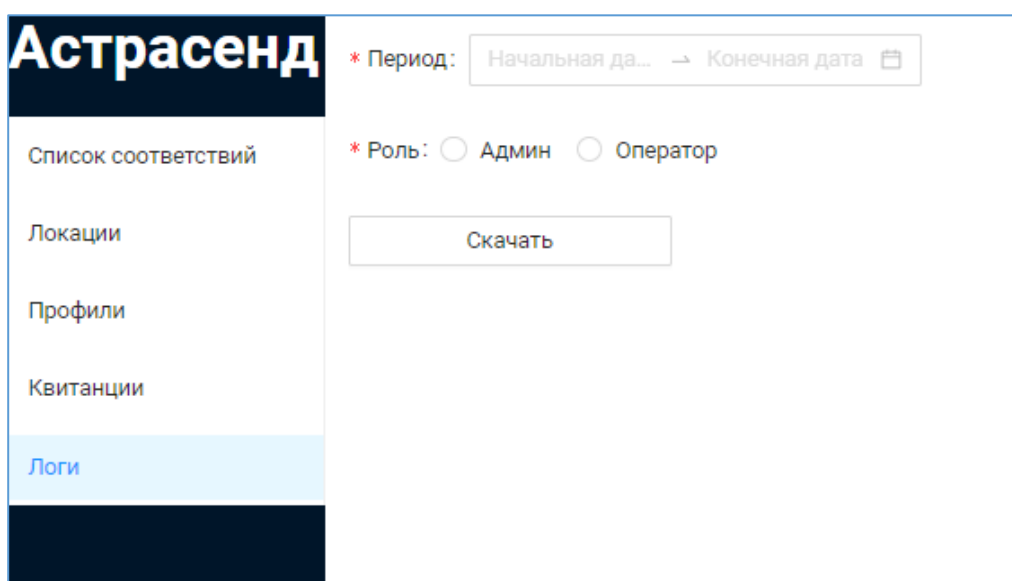 Астрасенд
Список соответствий
Локации
Профили
Квитанции
Логи
* Период: Начальная да... → Конечная дата
* Роль: Админ Оператор
Скачать